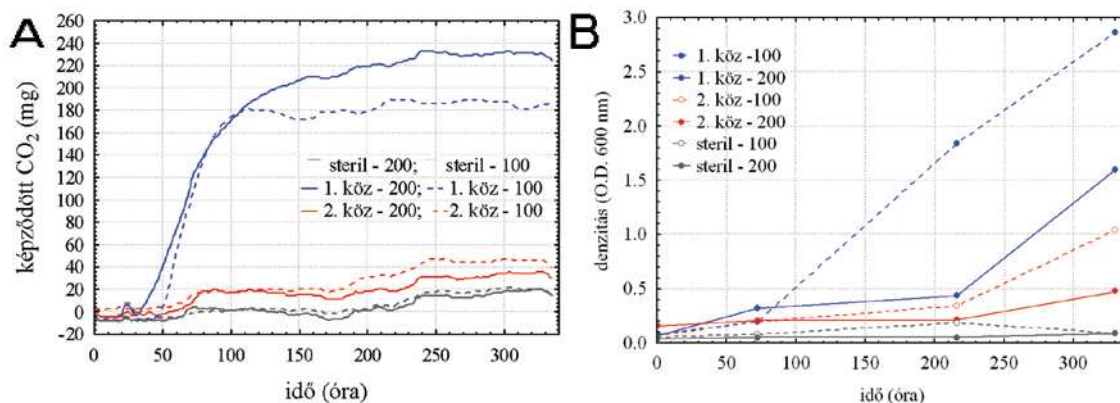 A
képződött CO2 (mg)
260
240
220
200
180
160
140
120
100
80
60
40
20
0
-20
steril - 200; steril - 100
1. köz - 200; 1. köz - 100
2. köz - 200; 2. köz - 100
0 50 100 150 200 250 300
idő (óra)
B
denzitás (O.D. 600 nm)
3.0
2.5
2.0
1.5
1.0
0.5
0.0
1. köz -100
1. köz - 200
2. köz -100
2. köz - 200
steril - 100
steril - 200
0 50 100 150 200 250 300
idő (óra)